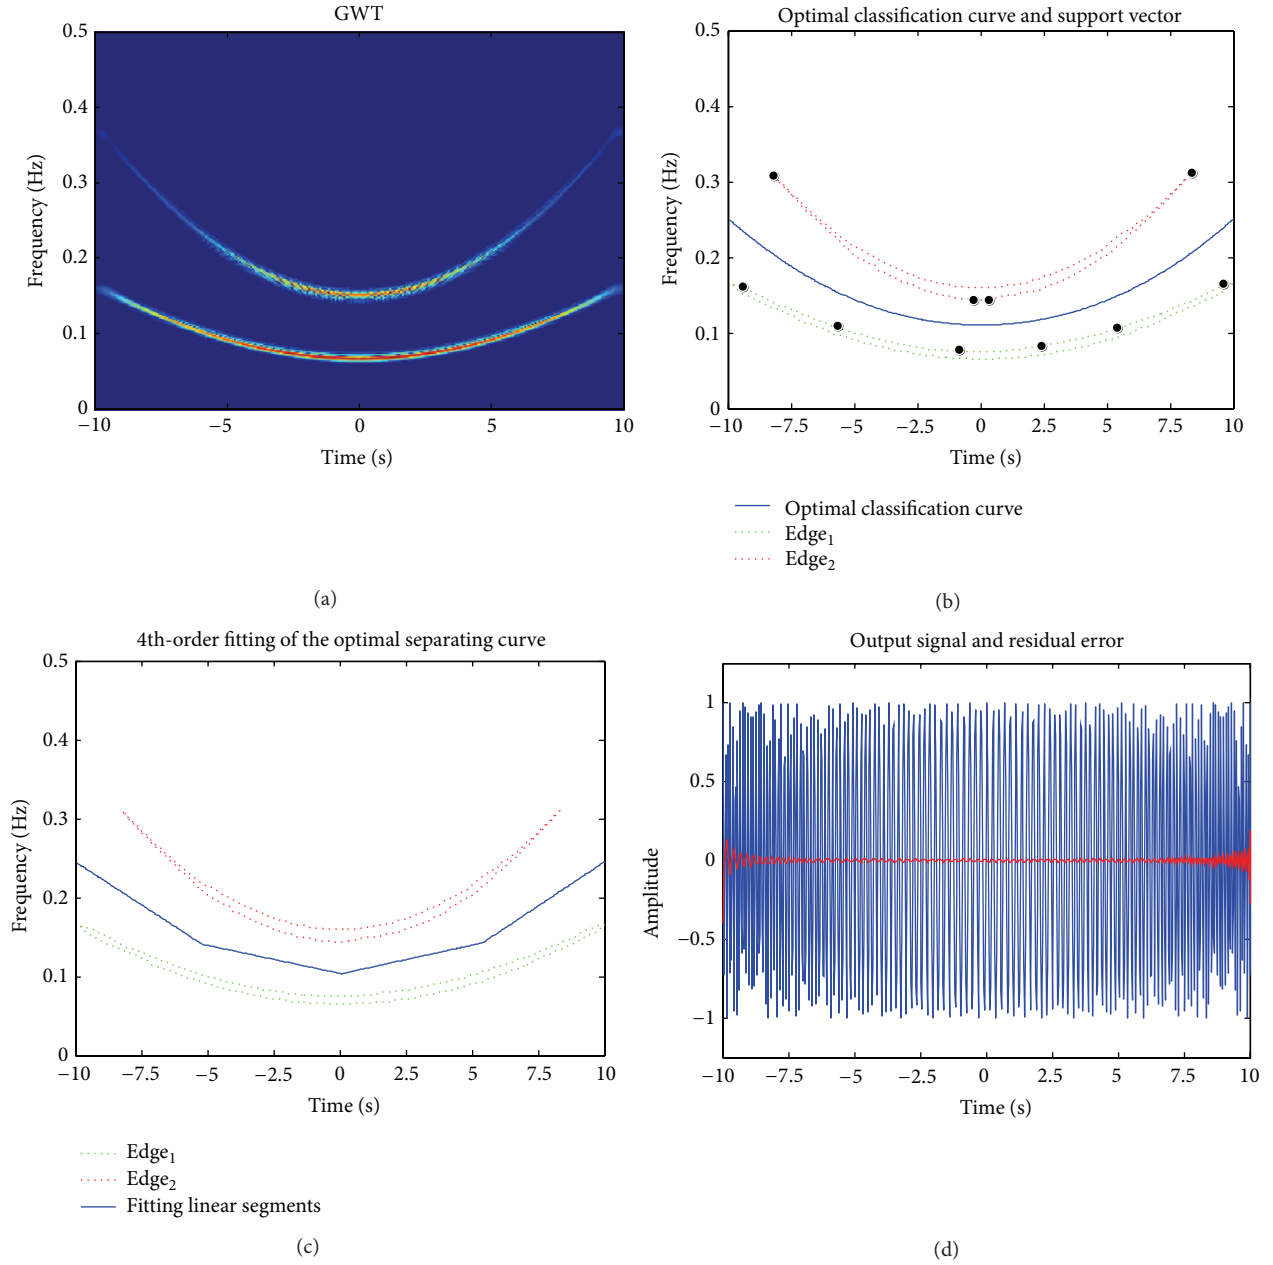 GWT
0.5
0.4
0.3
0.2
0.1
0
Frequency (Hz)
−10
−5
0
5
10
Time (s)
(a)
Optimal classification curve and support vector
0.5
0.4
0.3
0.2
0.1
0
Frequency (Hz)
−10
−7.5
−5
−2.5
0
2.5
5
7.5
10
Time (s)
Optimal classification curve
Edge1
Edge2
(b)
4th-order fitting of the optimal separating curve
0.5
0.4
0.3
0.2
0.1
0
Frequency (Hz)
−10
−7.5
−5
−2.5
0
2.5
5
7.5
10
Time (s)
Edge1
Edge2
Fitting linear segments
(c)
Output signal and residual error
1
0.5
0
−0.5
−1
Amplitude
−10
−7.5
−5
−2.5
0
2.5
5
7.5
10
Time (s)
(d)